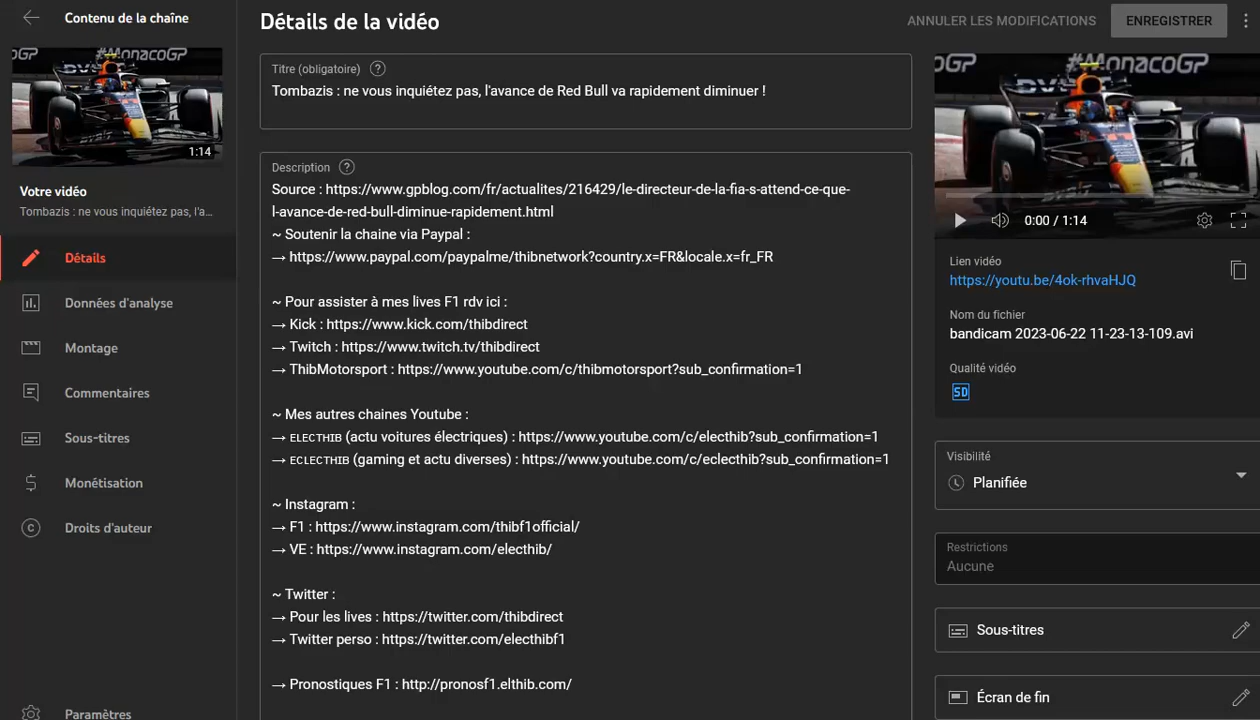 Contenu de la chaîne
#MonacoGP
1:14
Votre vidéo
Tombazis : ne vous inquiétez pas, l'a...
Détails
Données d'analyse
Montage
Commentaires
Sous-titres
Monétisation
Droits d'auteur
Paramètres
Détails de la vidéo
ANNULER LES MODIFICATIONS
ENREGISTRER
Titre (obligatoire)
Tombazis : ne vous inquiétez pas, l'avance de Red Bull va rapidement diminuer !
Description
Source : https://www.gpblog.com/fr/actualites/216429/le-directeur-de-la-fia-s-attend-ce-que-
l-avance-de-red-bull-diminue-rapidement.html
~ Soutenir la chaine via Paypal :
→ https://www.paypal.com/paypalme/thibnetwork?country.x=FR&locale.x=fr_FR
~ Pour assister à mes lives F1 rdv ici :
→ Kick : https://www.kick.com/thibdirect
→ Twitch : https://www.twitch.tv/thibdirect
→ ThibMotorsport : https://www.youtube.com/c/thibmotorsport?sub_confirmation=1
~ Mes autres chaines Youtube :
→ ᴇʟᴇᴄᴛʜɪʙ (actu voitures électriques) : https://www.youtube.com/c/electhib?sub_confirmation=1
→ ᴇᴄʟᴇᴄᴛʜɪʙ (gaming et actu diverses) : https://www.youtube.com/c/eclecthib?sub_confirmation=1
~ Instagram :
→ F1 : https://www.instagram.com/thibf1official/
→ VE : https://www.instagram.com/electhib/
~ Twitter :
→ Pour les lives : https://twitter.com/thibdirect
→ Twitter perso : https://twitter.com/electhibf1
→ Pronostiques F1 : http://pronosf1.elthib.com/
#MonacoGP
0:00 / 1:14
Lien vidéo
https://youtu.be/4ok-rhvaHJQ
Nom du fichier
bandicam 2023-06-22 11-23-13-109.avi
Qualité vidéo
SD
Visibilité
Planifiée
Restrictions
Aucune
Sous-titres
Écran de fin